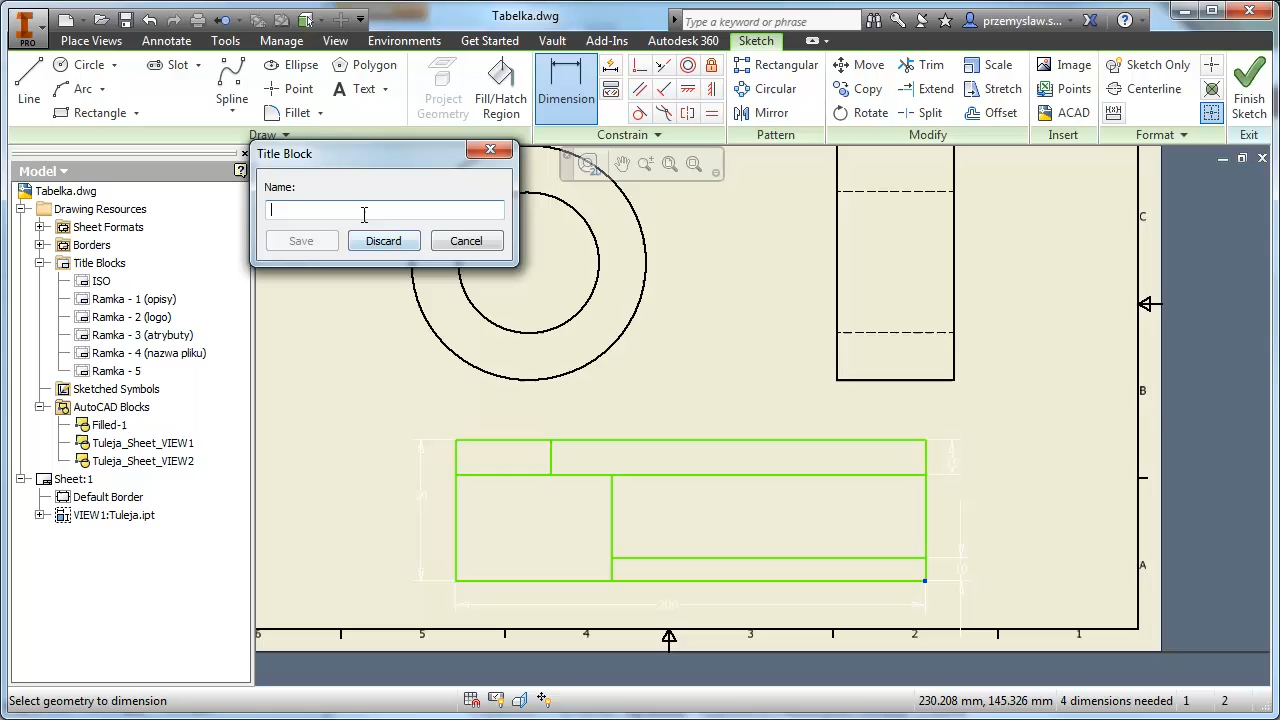 Tabelka.dwg
Type a keyword or phrase
przemyslaw.s...
PRO
Place Views
Annotate
Tools
Manage
View
Environments
Get Started
Vault
Add-Ins
Autodesk 360
Sketch
Line
Circle
Arc
Rectangle
Slot
Spline
Ellipse
Point
Fillet
Polygon
Text
Project Geometry
Fill/Hatch Region
Dimension
Rectangular
Circular
Mirror
Move
Copy
Rotate
Trim
Extend
Split
Scale
Stretch
Offset
Image
Points
ACAD
Sketch Only
Centerline
Finish Sketch
Draw
Constrain
Pattern
Modify
Insert
Format
Exit
Title Block
Name:
Save
Discard
Cancel
Model
Tabelka.dwg
Drawing Resources
Sheet Formats
Borders
Title Blocks
ISO
Ramka - 1 (opisy)
Ramka - 2 (logo)
Ramka - 3 (atrybuty)
Ramka - 4 (nazwa pliku)
Ramka - 5
Sketched Symbols
AutoCAD Blocks
Filled-1
Tuleja_Sheet_VIEW1
Tuleja_Sheet_VIEW2
Sheet:1
Default Border
VIEW1:Tuleja.ipt
C
B
A
10
200
6
5
4
3
2
1
Select geometry to dimension
230.208 mm, 145.326 mm
4 dimensions needed
1
2